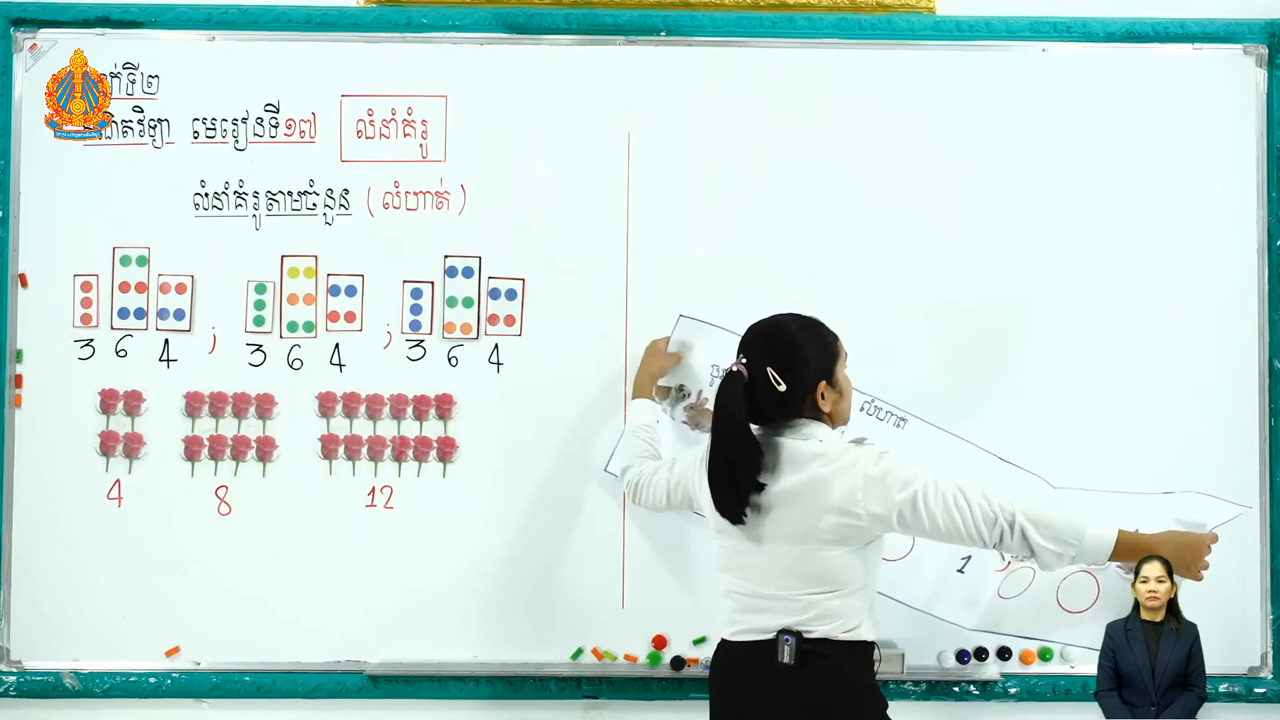 ថ្នាក់ទី២
គណិតវិទ្យា មេរៀនទី១៧ លំនាំគំរូ
លំនាំគំរូតាមចំនួន (លំហាត់)
3 6 4 ; 3 6 4 ; 3 6 4
4 8 12
លំហាត់
1 ;